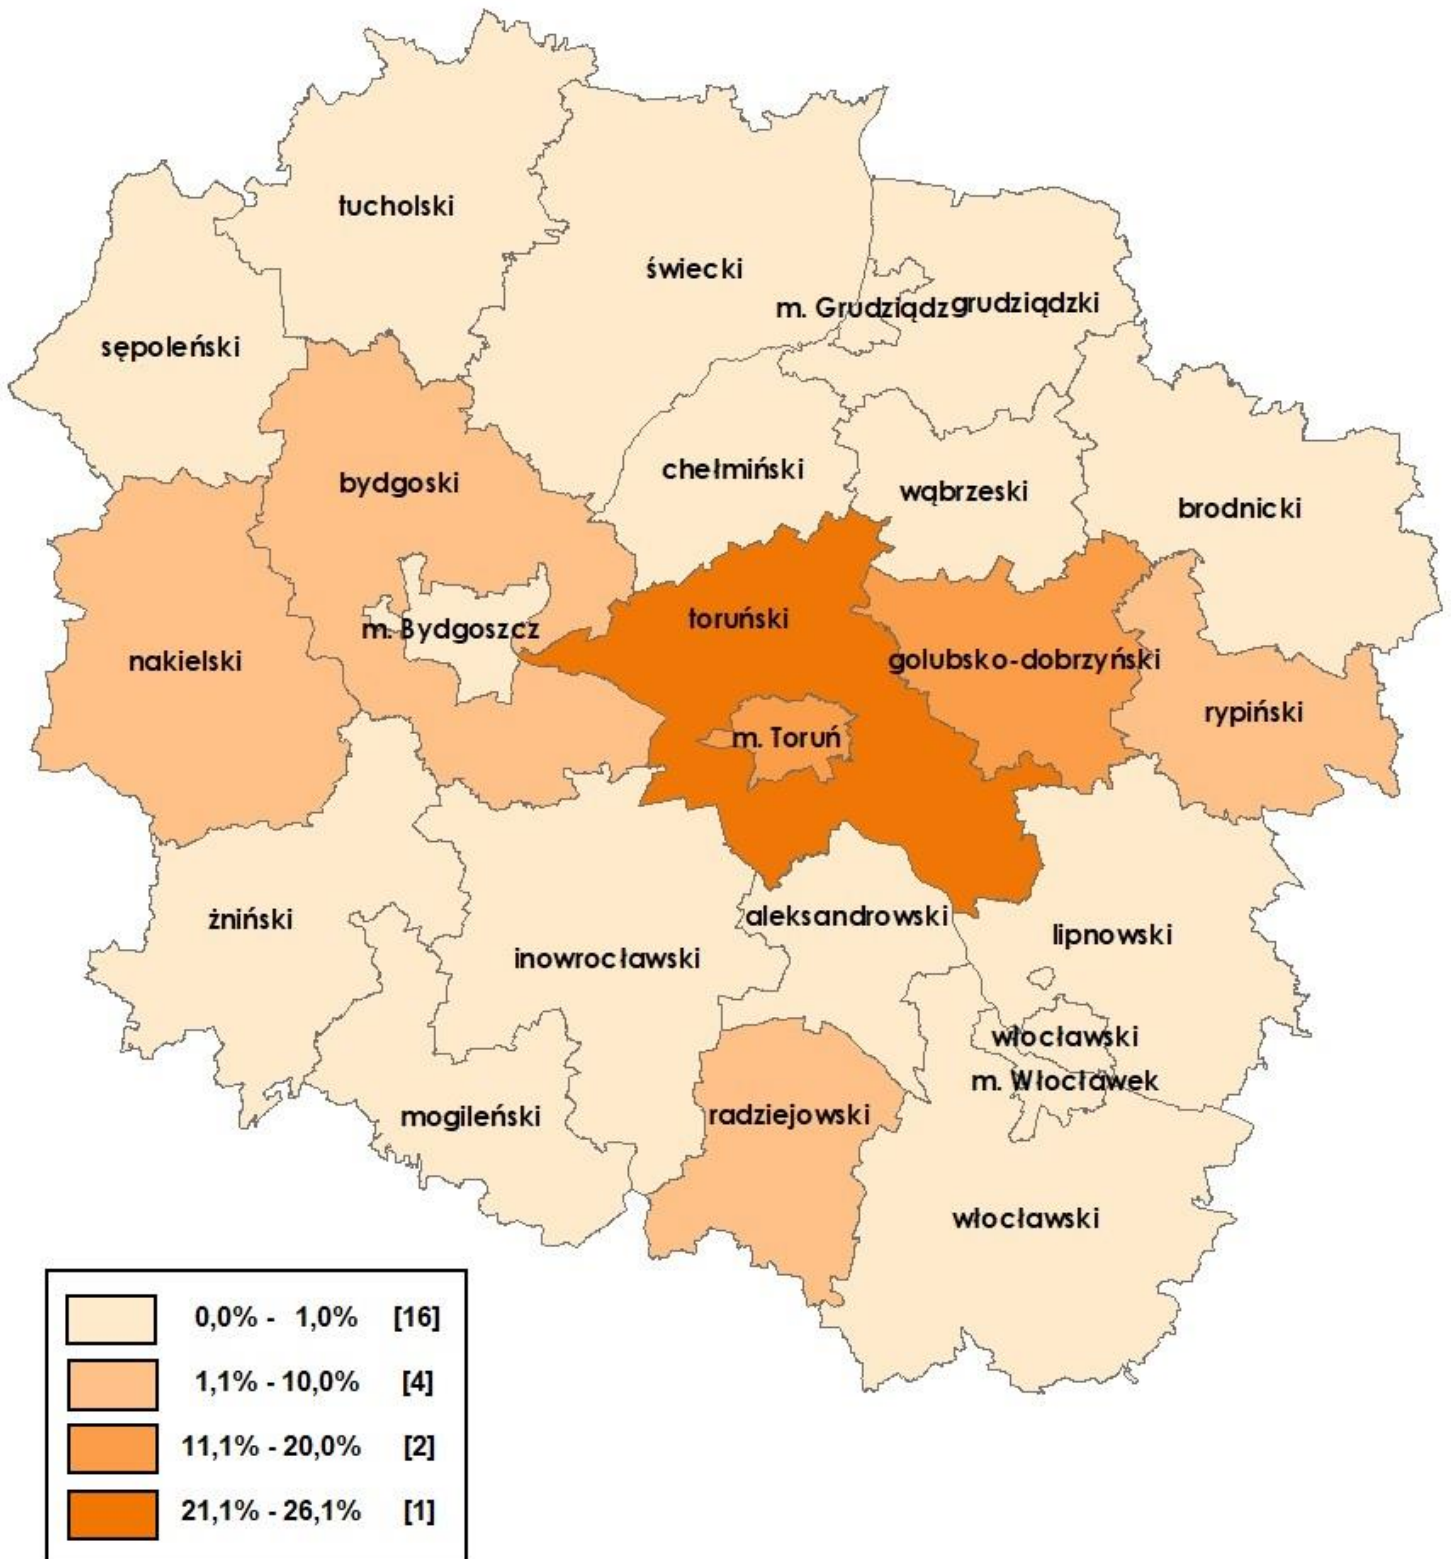 tucholski
świecki
m. Grudziądz
grudziądzki
sępoleński
chełmiński
bydgoski
wąbrzeski
brodnicki
toruński
m. Bydgoszcz
nakielski
golubsko-dobrzyński
rypiński
m. Toruń
żniński
aleksandrowski
lipnowski
inowrocławski
włocławski
m. Włocławek
mogileński
radziejowski
włocławski
0,0% - 1,0% [16]
1,1% - 10,0% [4]
11,1% - 20,0% [2]
21,1% - 26,1% [1]